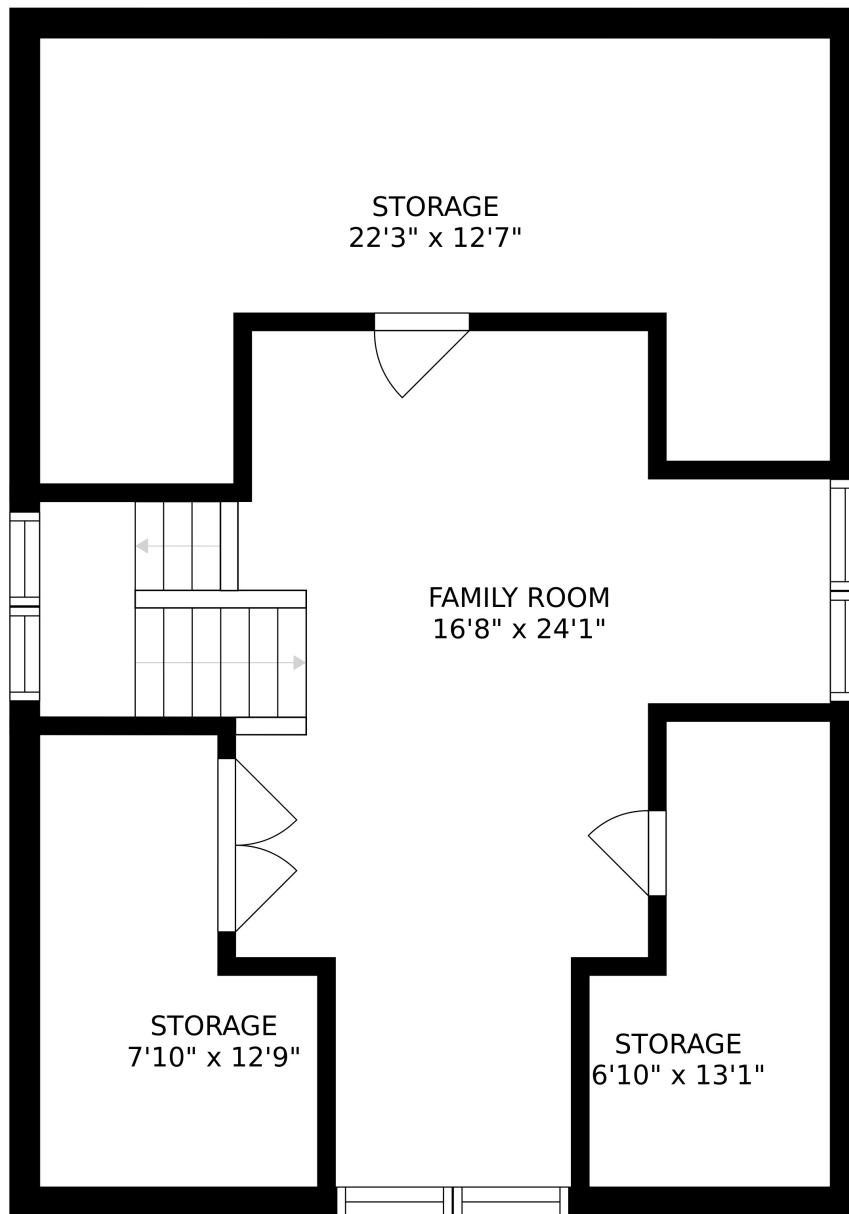 STORAGE
22'3" x 12'7"
FAMILY ROOM
16'8" x 24'1"
STORAGE
7'10" x 12'9"
STORAGE
6'10" x 13'1"